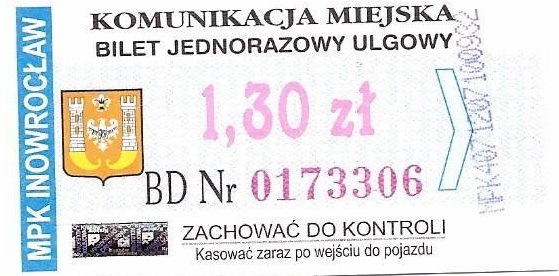 KOMUNIKACJA MIEJSKA
BILET JEDNORAZOWY ULGOWY
MPK INOWROCŁAW
1,30 zł
BD Nr 0173306
ZACHOWAĆ DO KONTROLI
Kasować zaraz po wejściu do pojazdu